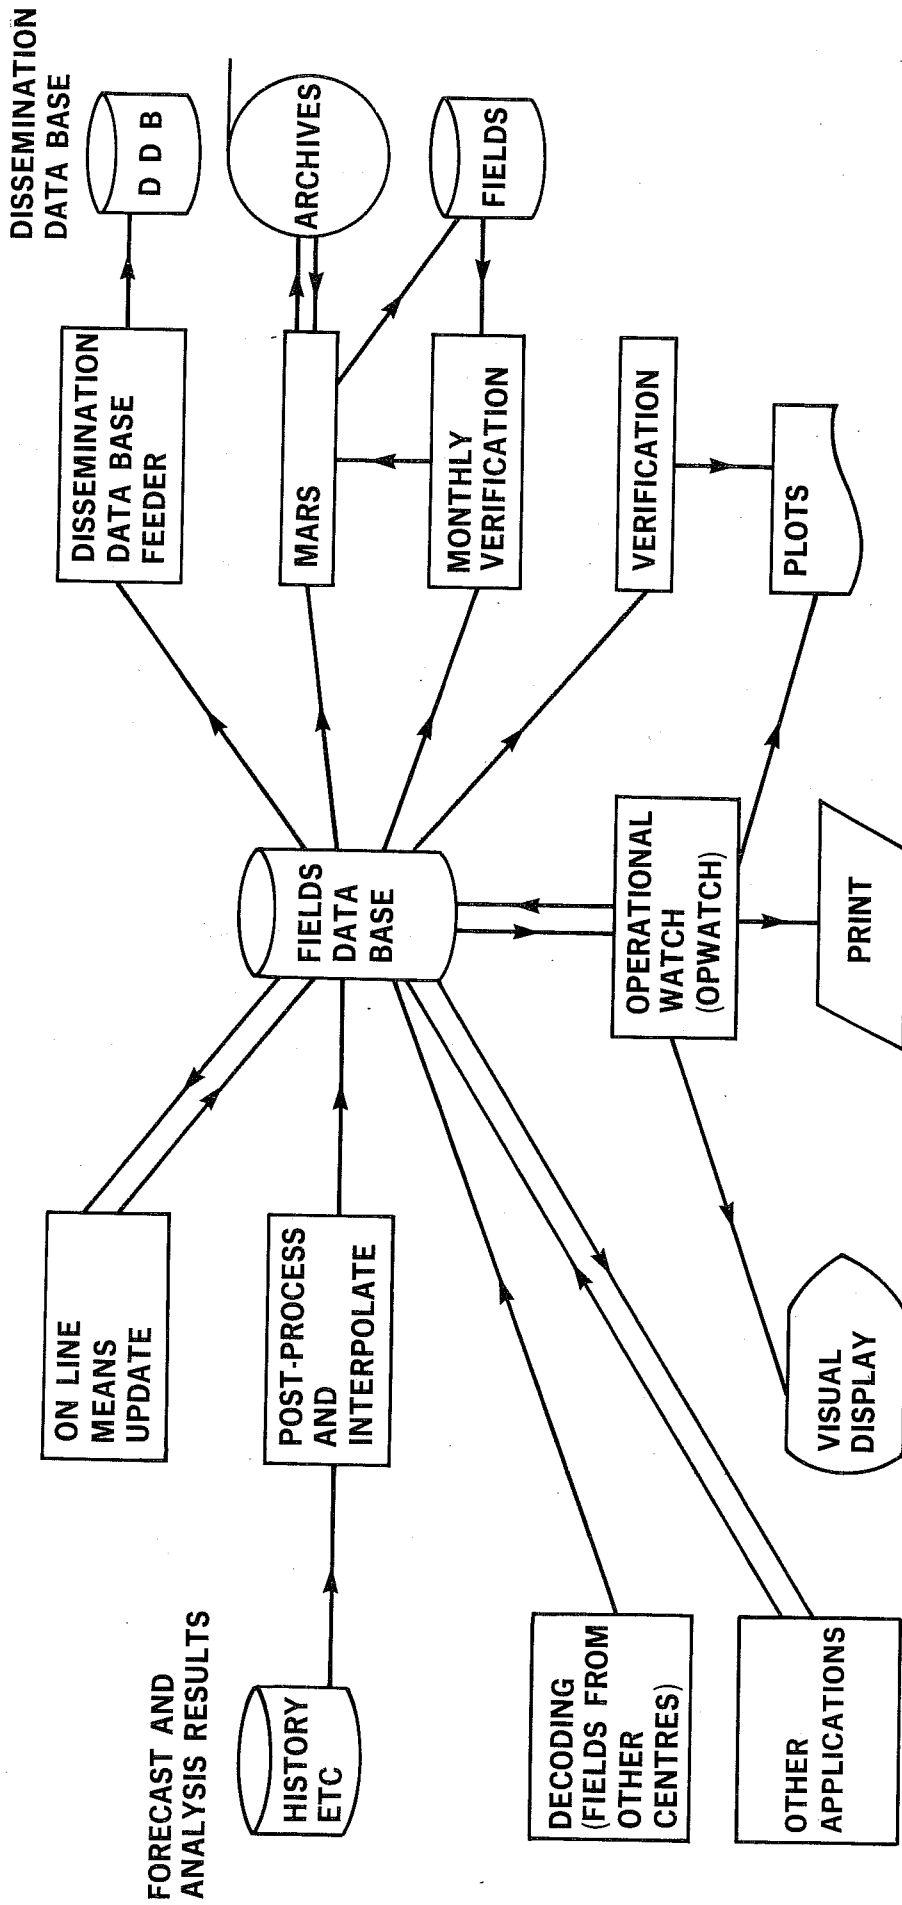 FORECAST AND
ANALYSIS RESULTS
HISTORY
ETC
ON LINE
MEANS
UPDATE
POST-PROCESS
AND
INTERPOLATE
DECODING
(FIELDS FROM
OTHER
CENTRES)
OTHER
APPLICATIONS
FIELDS
DATA
BASE
VISUAL
DISPLAY
OPERATIONAL
WATCH
(OPWATCH)
PRINT
DISSEMINATION
DATA BASE
FEEDER
MARS
MONTHLY
VERIFICATION
VERIFICATION
PLOTS
DISSEMINATION
DATA BASE
D D B
ARCHIVES
FIELDS